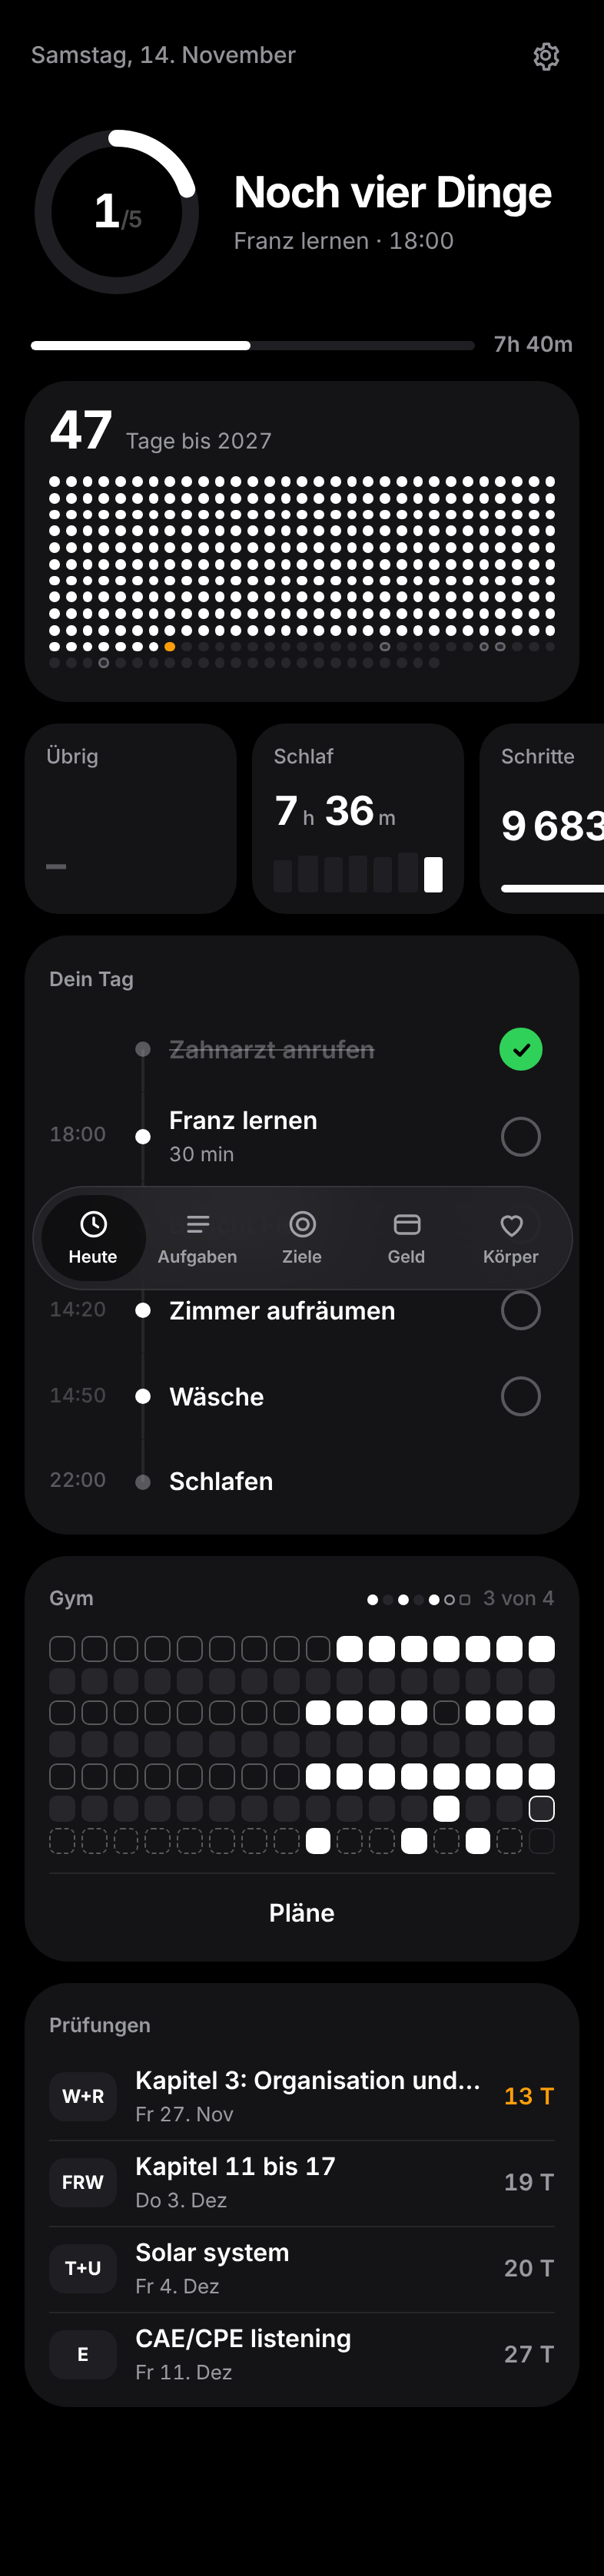 Samstag, 14. November
1/5
Noch vier Dinge
Franz lernen · 18:00
7h 40m
47 Tage bis 2027
Übrig
–
Schlaf
7 h 36 m
Schritte
9 683
Dein Tag
Zahnarzt anrufen
18:00
Franz lernen
30 min
Heute
Aufgaben
Ziele
Geld
Körper
14:20
Zimmer aufräumen
14:50
Wäsche
22:00
Schlafen
Gym
3 von 4
Pläne
Prüfungen
W+R
Kapitel 3: Organisation und...
Fr 27. Nov
13 T
FRW
Kapitel 11 bis 17
Do 3. Dez
19 T
T+U
Solar system
Fr 4. Dez
20 T
E
CAE/CPE listening
Fr 11. Dez
27 T